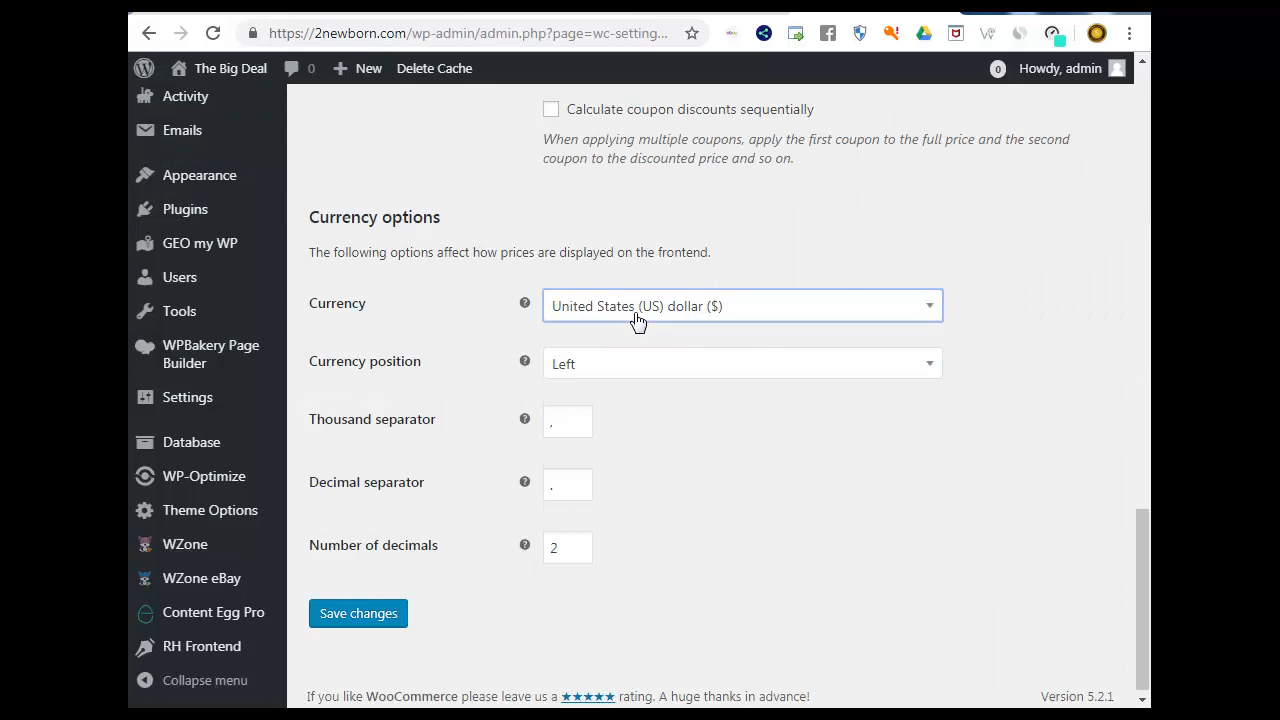 https://2newborn.com/wp-admin/admin.php?page=wc-setting...
The Big Deal
0
New
Delete Cache
0
Howdy, admin
Activity
Emails
Appearance
Plugins
GEO my WP
Users
Tools
WPBakery Page
Builder
Settings
Database
WP-Optimize
Theme Options
WZone
WZone eBay
Content Egg Pro
RH Frontend
Collapse menu
Calculate coupon discounts sequentially
When applying multiple coupons, apply the first coupon to the full price and the second
coupon to the discounted price and so on.
Currency options
The following options affect how prices are displayed on the frontend.
Currency
United States (US) dollar ($)
Currency position
Left
Thousand separator
,
Decimal separator
.
Number of decimals
2
Save changes
If you like WooCommerce please leave us a ★★★★★ rating. A huge thanks in advance!
Version 5.2.1